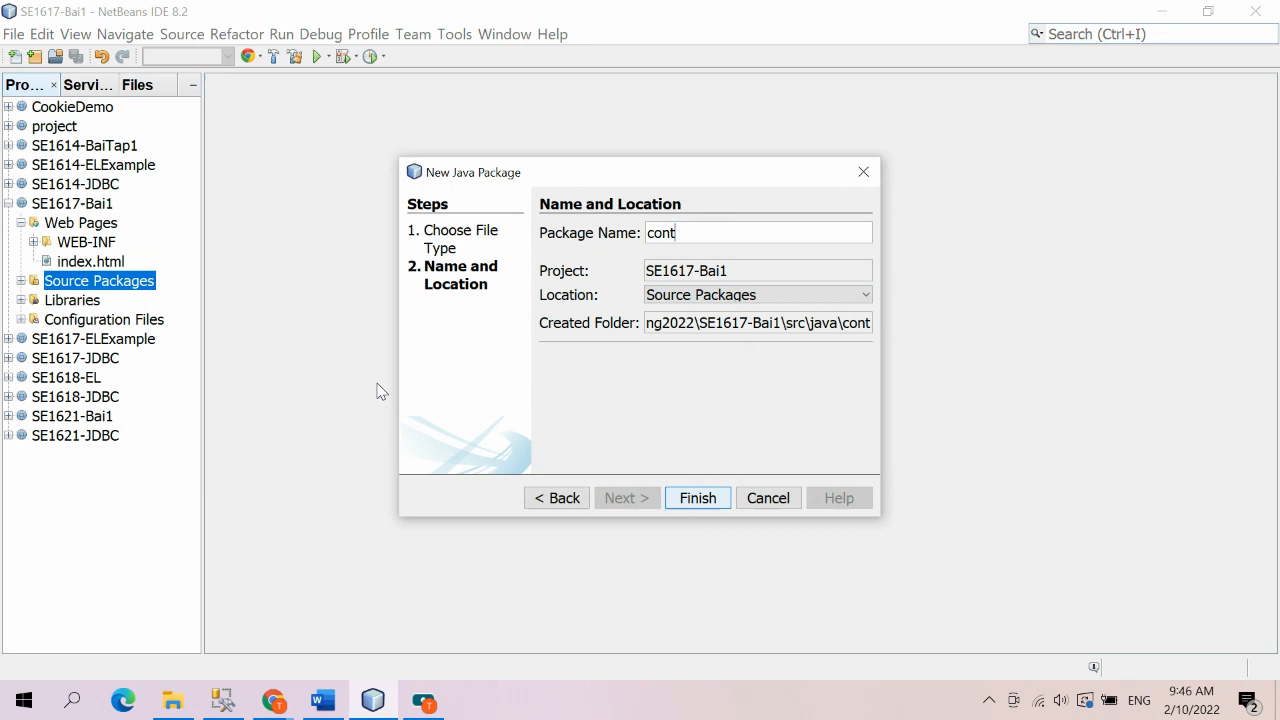 SE1617-Bai1 - NetBeans IDE 8.2
File Edit View Navigate Source Refactor Run Debug Profile Team Tools Window Help
Search (Ctrl+I)
Pro... × Servi... Files
CookieDemo
project
SE1614-BaiTap1
SE1614-ELExample
SE1614-JDBC
SE1617-Bai1
Web Pages
WEB-INF
index.html
Source Packages
Libraries
Configuration Files
SE1617-ELExample
SE1617-JDBC
SE1618-EL
SE1618-JDBC
SE1621-Bai1
SE1621-JDBC
New Java Package
Steps
1. Choose File
Type
2. Name and
Location
Name and Location
Package Name: cont
Project: SE1617-Bai1
Location: Source Packages
Created Folder: ng2022\SE1617-Bai1\src\java\cont
< Back Next > Finish Cancel Help
ENG
9:46 AM
2/10/2022
2